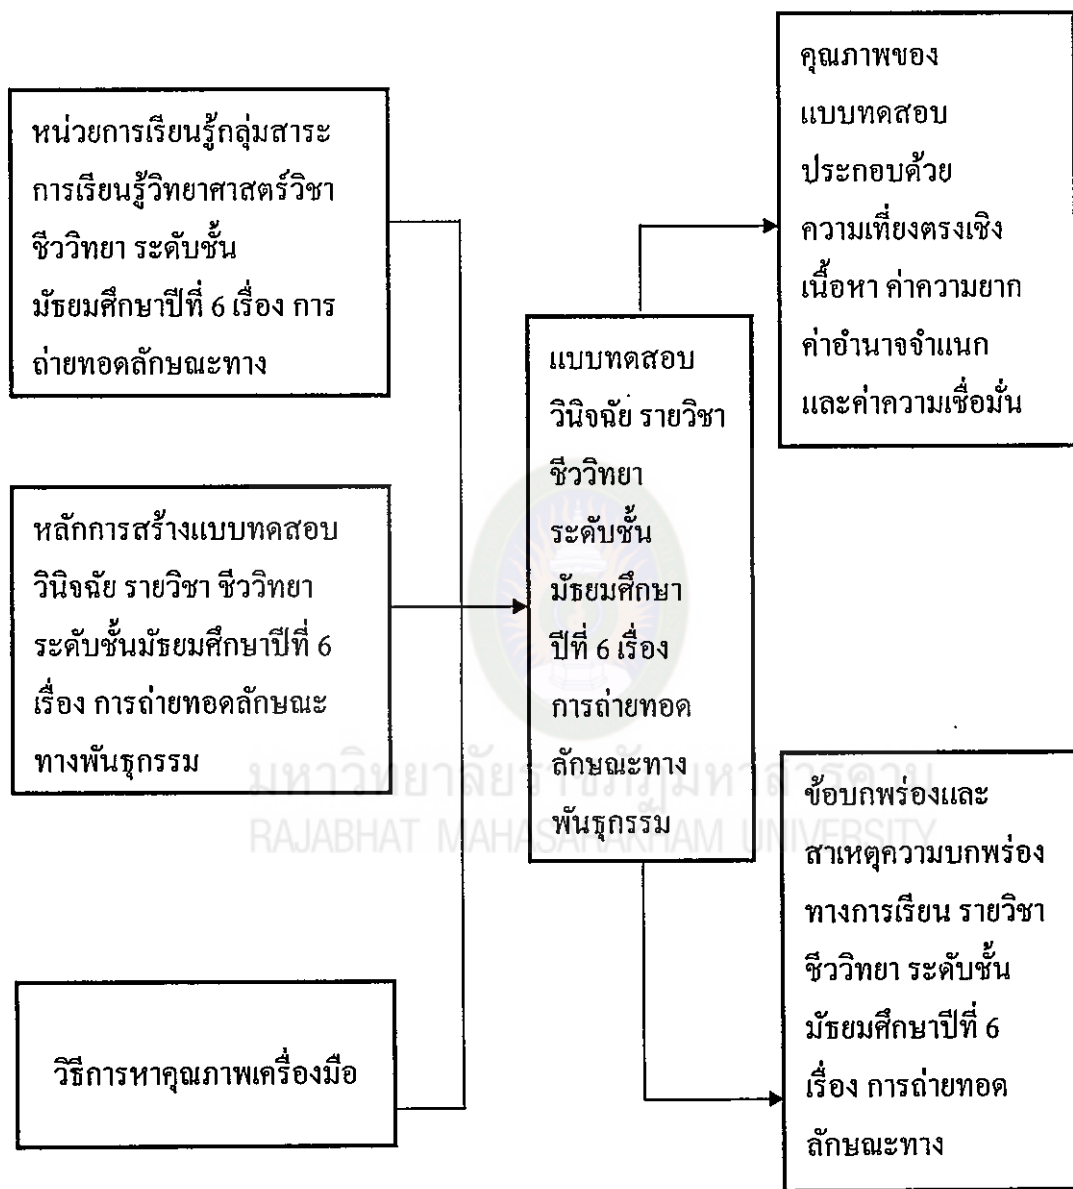 หน่วยการเรียนรู้กลุ่มสาระ
การเรียนรู้วิทยาศาสตร์วิชา
ชีววิทยา ระดับชั้น
มัธยมศึกษาปีที่ 6 เรื่อง การ
ถ่ายทอดลักษณะทาง
หลักการสร้างแบบทดสอบ
วินิจฉัย รายวิชา ชีววิทยา
ระดับชั้นมัธยมศึกษาปีที่ 6
เรื่อง การถ่ายทอดลักษณะ
ทางพันธุกรรม
วิธีการหาคุณภาพเครื่องมือ
แบบทดสอบ
วินิจฉัย รายวิชา
ชีววิทยา
ระดับชั้น
มัธยมศึกษา
ปีที่ 6 เรื่อง
การถ่ายทอด
ลักษณะทาง
พันธุกรรม
คุณภาพของ
แบบทดสอบ
ประกอบด้วย
ความเที่ยงตรงเชิง
เนื้อหา ค่าความยาก
ค่าอำนาจจำแนก
และค่าความเชื่อมั่น
ข้อบกพร่องและ
สาเหตุความบกพร่อง
ทางการเรียน รายวิชา
ชีววิทยา ระดับชั้น
มัธยมศึกษาปีที่ 6
เรื่อง การถ่ายทอด
ลักษณะทาง
มหาวิทยาลัยราชภัฏมหาสารคาม
RAJABHAT MAHASARAKHAM UNIVERSITY